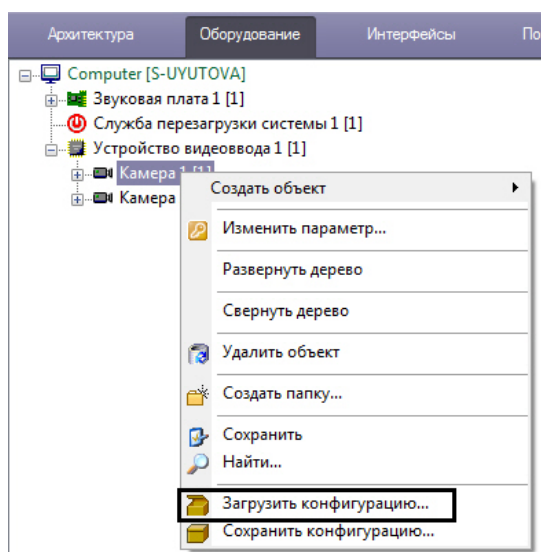 Архитектура Оборудование Интерфейсы По
Computer [S-UYUTOVA]
Звуковая плата 1 [1]
Служба перезагрузки системы 1 [1]
Устройство видеоввода 1 [1]
Камера 1 [1]
Камера
Создать объект
Изменить параметр...
Развернуть дерево
Свернуть дерево
Удалить объект
Создать папку...
Сохранить
Найти...
Загрузить конфигурацию...
Сохранить конфигурацию...